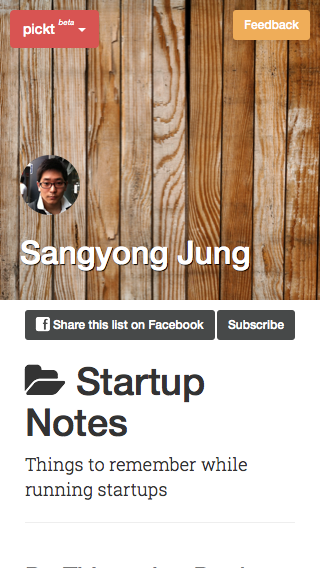 pickt beta
Feedback
Sangyong Jung
Share this list on Facebook
Subscribe
Startup
Notes
Things to remember while
running startups